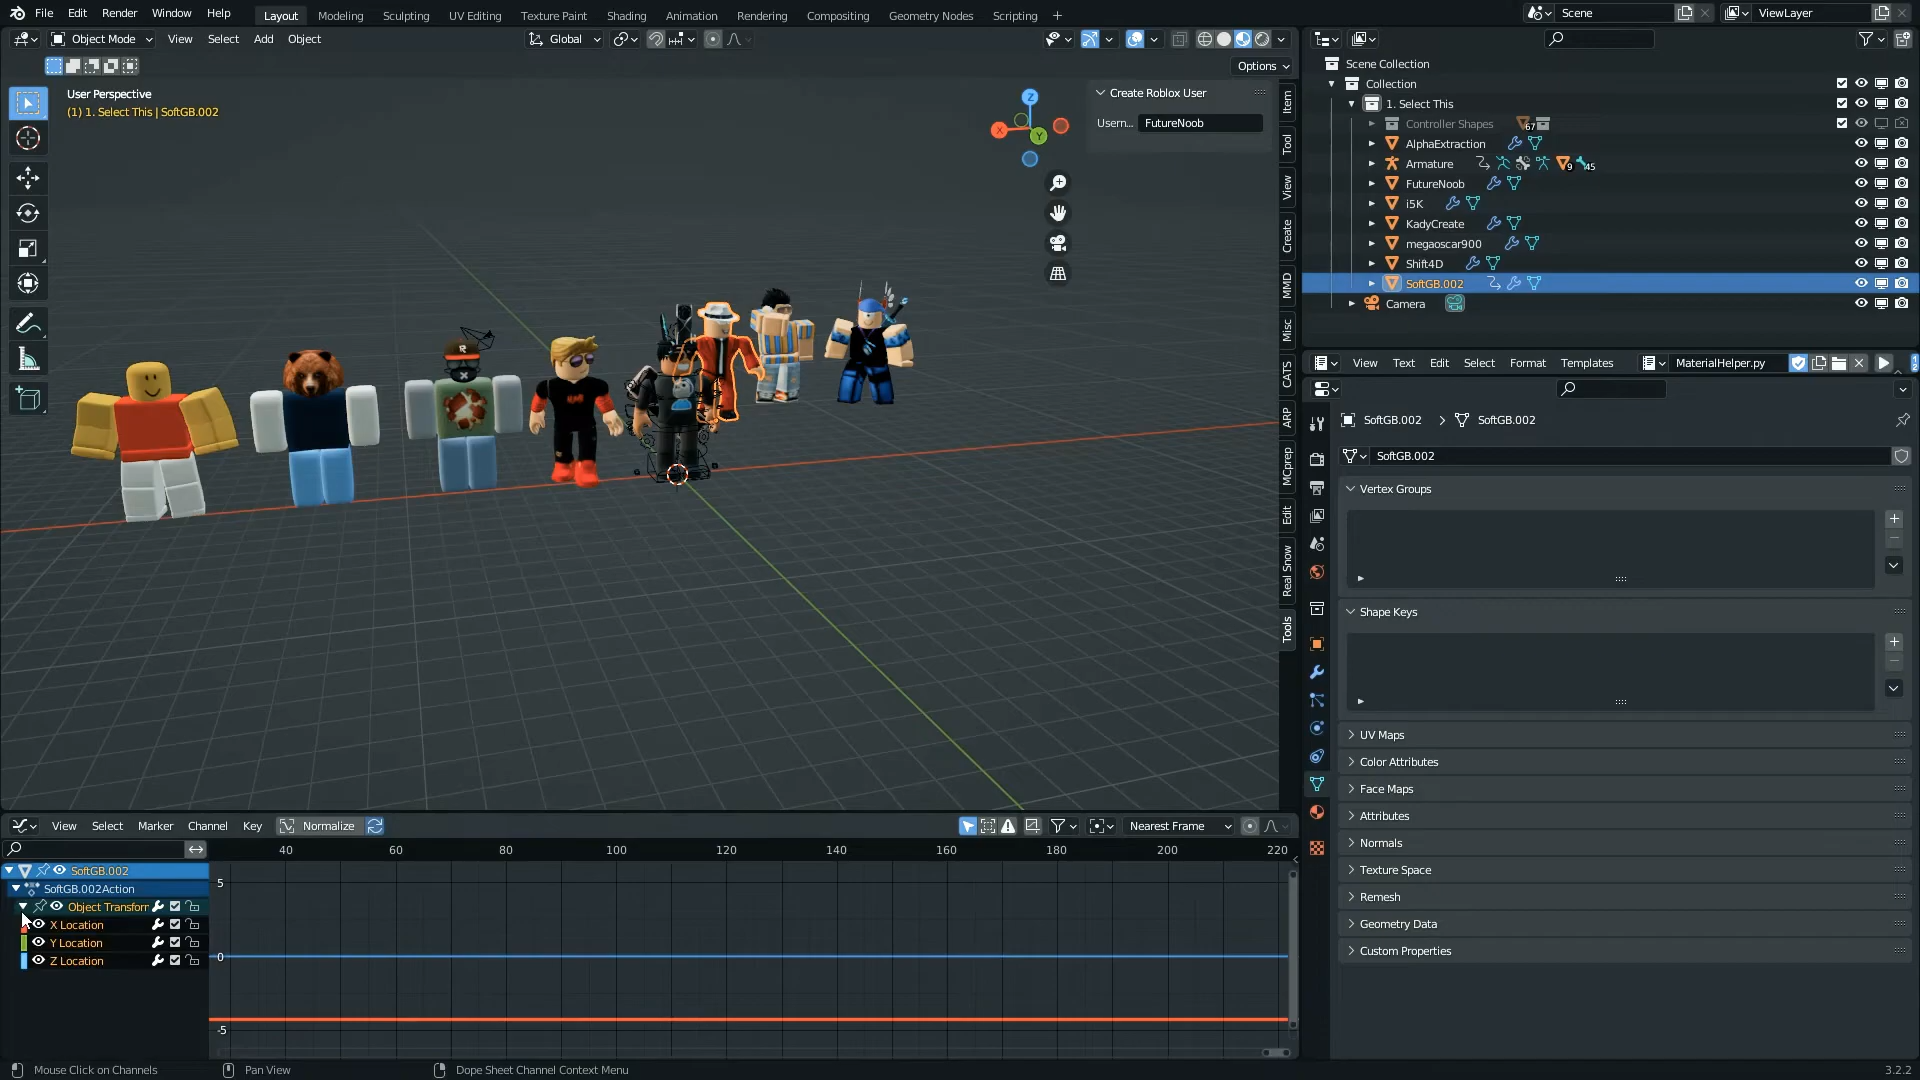 File Edit Render Window Help
Layout Modeling Sculpting UV Editing Texture Paint Shading Animation Rendering Compositing Geometry Nodes Scripting +
Scene
ViewLayer
Object Mode View Select Add Object
Global
Options
User Perspective
(1) 1. Select This | SoftGB.002
Z
X
Y
Create Roblox User
Usern... FutureNoob
Item
Tool
View
Create
MMD
Misc
CATS
ARP
MCprep
Edit
Real Snow
Tools
Scene Collection
Collection
1. Select This
Controller Shapes 67
AlphaExtraction
Armature 9 45
FutureNoob
i5K
KadyCreate
megaoscar900
Shift4D
SoftGB.002
Camera
View Text Edit Select Format Templates MaterialHelper.py
SoftGB.002 > SoftGB.002
SoftGB.002
Vertex Groups
Shape Keys
UV Maps
Color Attributes
Face Maps
Attributes
Normals
Texture Space
Remesh
Geometry Data
Custom Properties
View Select Marker Channel Key Normalize
Nearest Frame
40 60 80 100 120 140 160 180 200 220
SoftGB.002
SoftGB.002Action
Object Transforr
X Location
Y Location
Z Location
5
0
-5
Mouse Click on Channels Pan View Dope Sheet Channel Context Menu
3.2.2